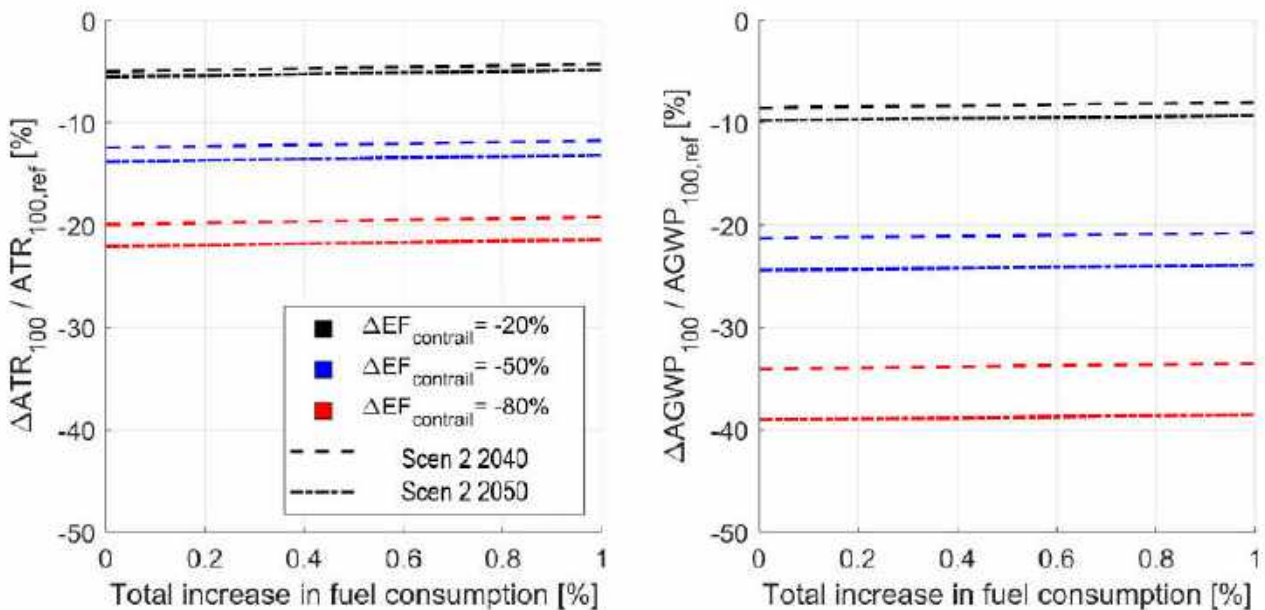 0
-10
-20
-30
-40
-50
ΔATR100 / ATR100,ref [%]
ΔEFcontrail= -20%
ΔEFcontrail= -50%
ΔEFcontrail= -80%
Scen 2 2040
Scen 2 2050
0 0.2 0.4 0.6 0.8 1
Total increase in fuel consumption [%]
0
-10
-20
-30
-40
-50
ΔAGWP100 / AGWP100,ref [%]
0 0.2 0.4 0.6 0.8 1
Total increase in fuel consumption [%]